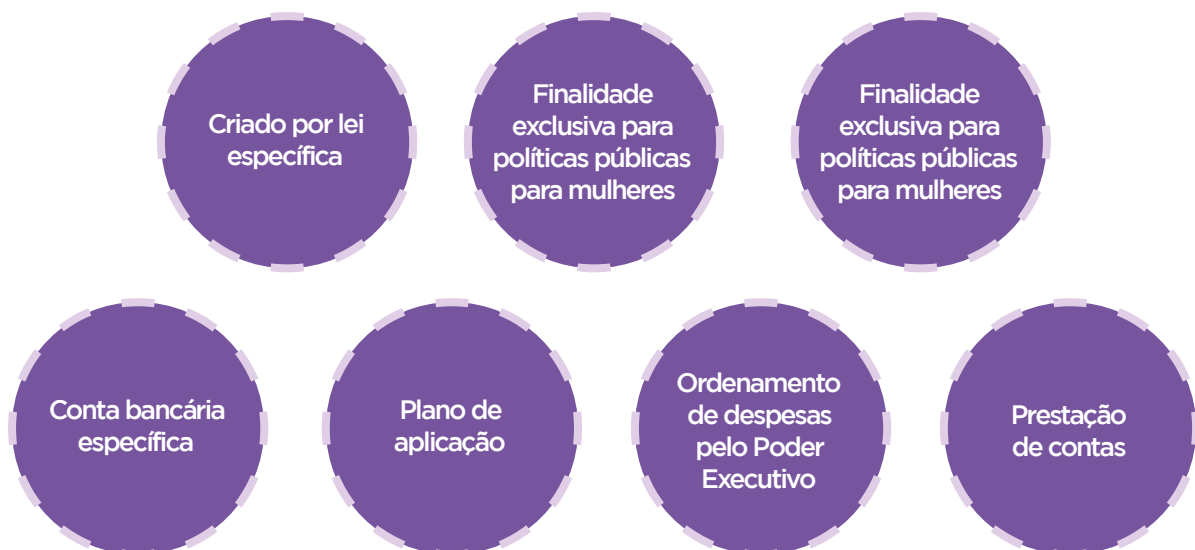 Criado por lei
específica
Finalidade
exclusiva para
políticas públicas
para mulheres
Finalidade
exclusiva para
políticas públicas
para mulheres
Conta bancária
específica
Plano de
aplicação
Ordenamento
de despesas
pelo Poder
Executivo
Prestação
de contas